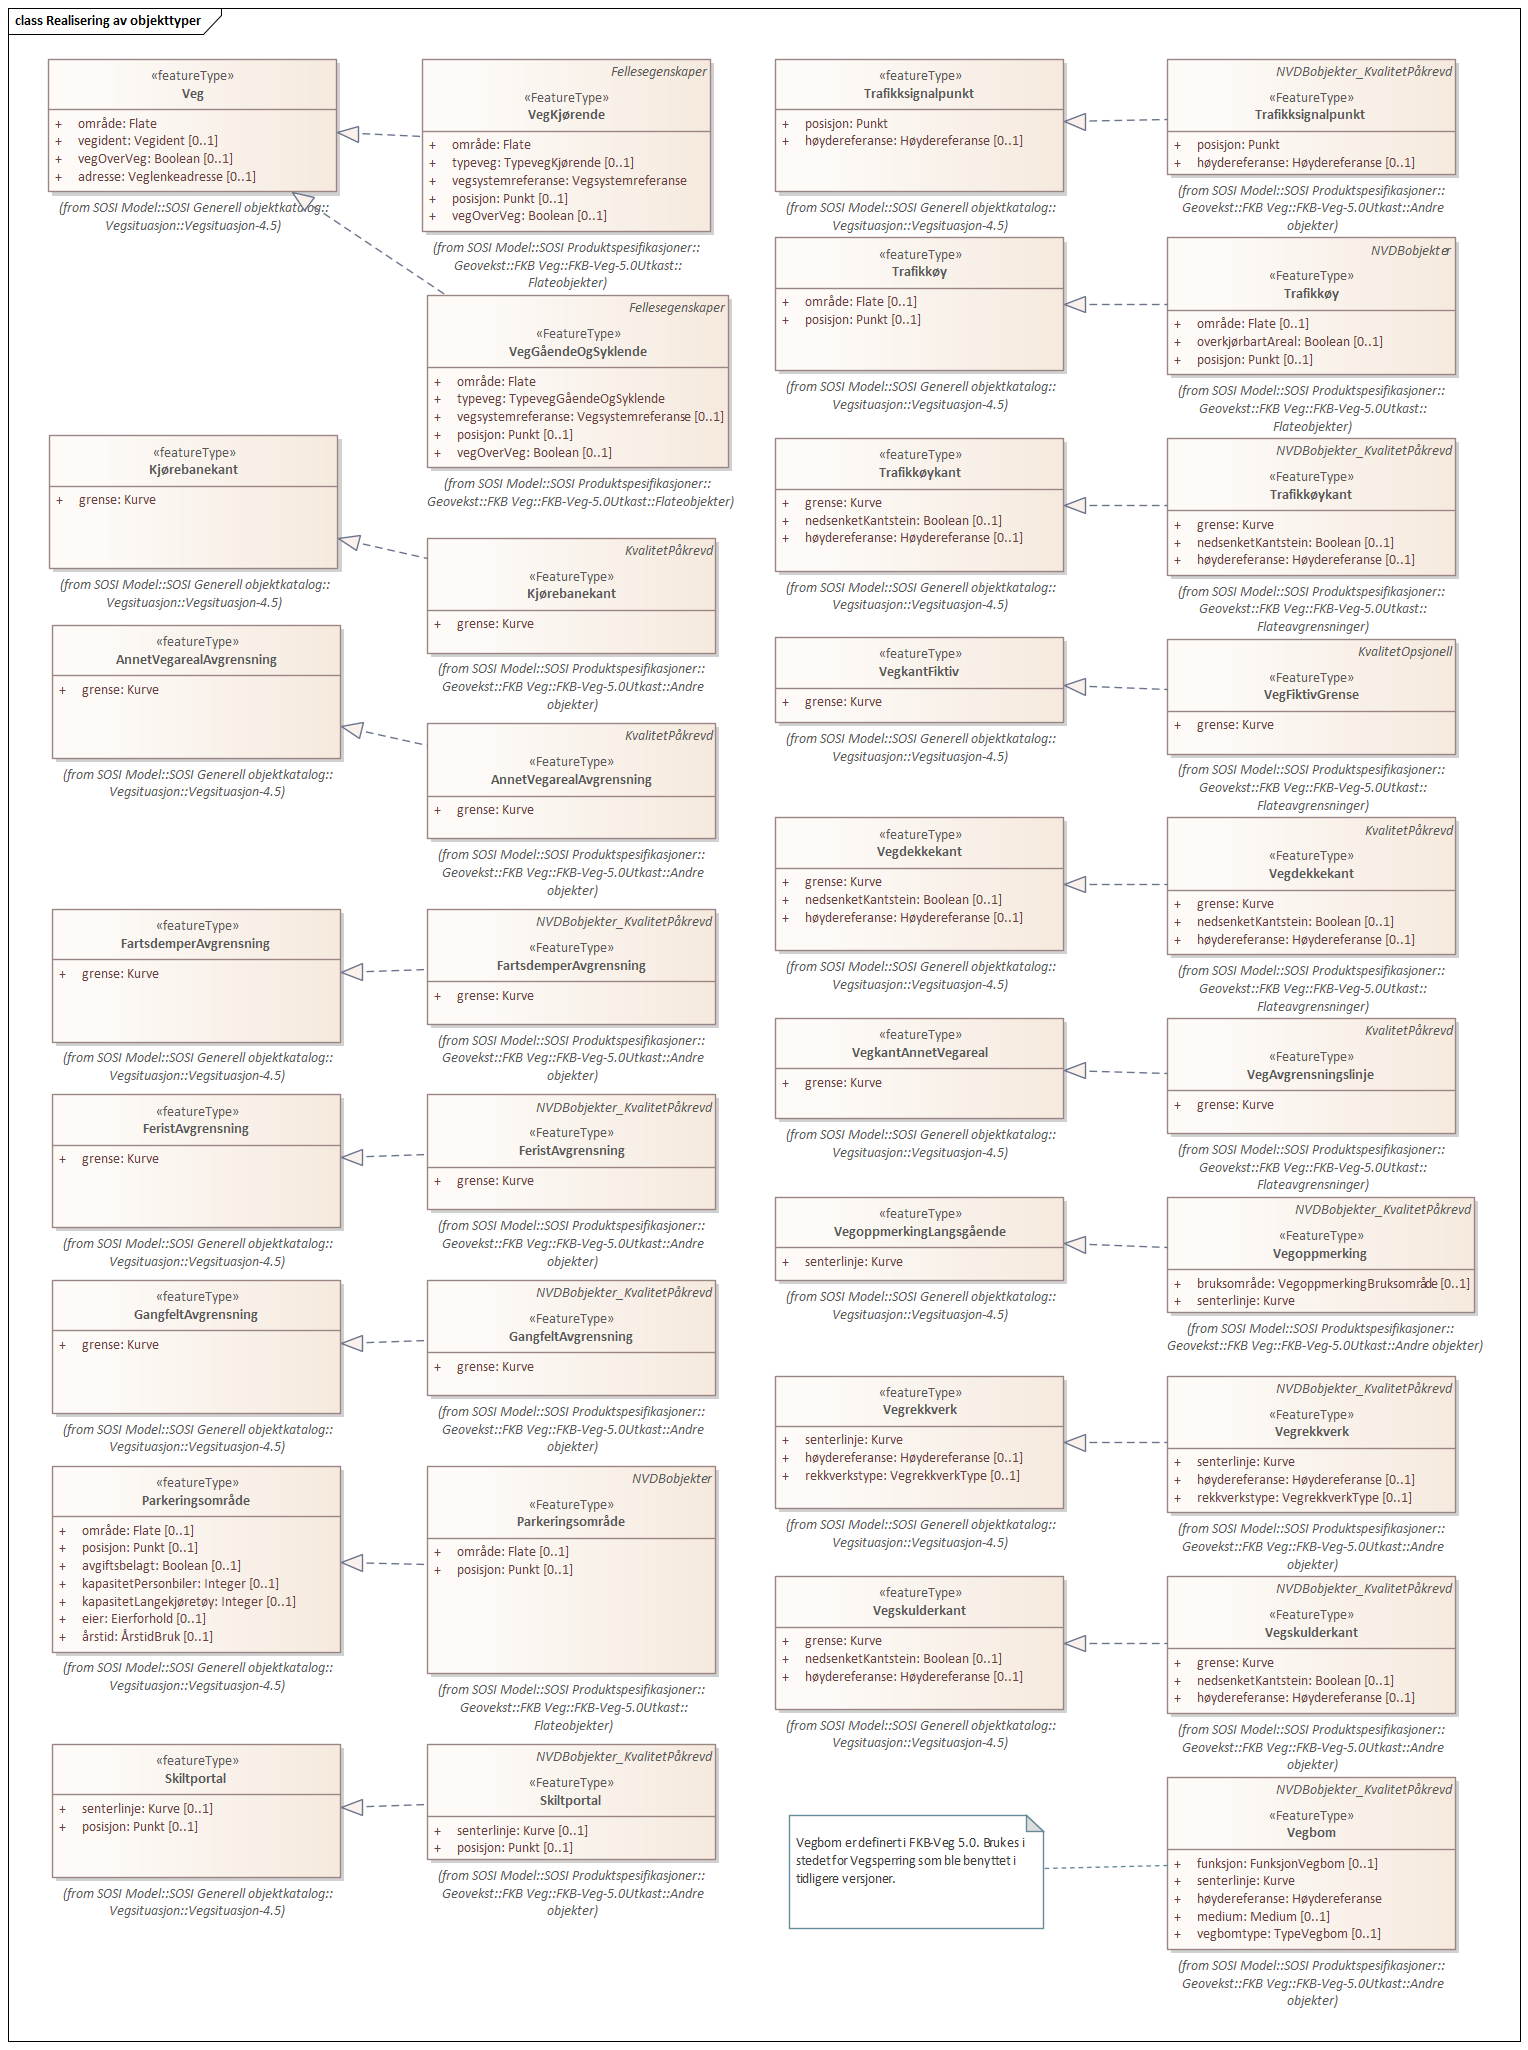 class Realisering av objekttyper
«featureType»
Veg
+ område: Flate
+ vegident: Vegident [0..1]
+ vegOverVeg: Boolean [0..1]
+ adresse: Veglenkeadresse [0..1]
(from SOSI Model::SOSI Generell objektkatalog::
Vegsituasjon::Vegsituasjon-4.5)
Fellesegenskaper
«FeatureType»
VegKjørende
+ område: Flate
+ typeveg: TypevegKjørende [0..1]
+ vegsystemreferanse: Vegsystemreferanse
+ posisjon: Punkt [0..1]
+ vegOverVeg: Boolean [0..1]
(from SOSI Model::SOSI Produktspesifikasjoner::
Geovekst::FKB Veg::FKB-Veg-5.0Utkast::
Flateobjekter)
Fellesegenskaper
«FeatureType»
VegGåendeOgSyklende
+ område: Flate
+ typeveg: TypevegGåendeOgSyklende
+ vegsystemreferanse: Vegsystemreferanse [0..1]
+ posisjon: Punkt [0..1]
+ vegOverVeg: Boolean [0..1]
(from SOSI Model::SOSI Produktspesifikasjoner::
Geovekst::FKB Veg::FKB-Veg-5.0Utkast::Flateobjekter)
«featureType»
Kjørebanekant
+ grense: Kurve
(from SOSI Model::SOSI Generell objektkatalog::
Vegsituasjon::Vegsituasjon-4.5)
KvalitetPåkrevd
«FeatureType»
Kjørebanekant
+ grense: Kurve
(from SOSI Model::SOSI Produktspesifikasjoner::
Geovekst::FKB Veg::FKB-Veg-5.0Utkast::Andre
objekter)
«featureType»
AnnetVegarealAvgrensning
+ grense: Kurve
(from SOSI Model::SOSI Generell objektkatalog::
Vegsituasjon::Vegsituasjon-4.5)
KvalitetPåkrevd
«FeatureType»
AnnetVegarealAvgrensning
+ grense: Kurve
(from SOSI Model::SOSI Produktspesifikasjoner::
Geovekst::FKB Veg::FKB-Veg-5.0Utkast::Andre
objekter)
«featureType»
FartsdemperAvgrensning
+ grense: Kurve
(from SOSI Model::SOSI Generell objektkatalog::
Vegsituasjon::Vegsituasjon-4.5)
NVDBobjekter_KvalitetPåkrevd
«FeatureType»
FartsdemperAvgrensning
+ grense: Kurve
(from SOSI Model::SOSI Produktspesifikasjoner::
Geovekst::FKB Veg::FKB-Veg-5.0Utkast::Andre
objekter)
«featureType»
FeristAvgrensning
+ grense: Kurve
(from SOSI Model::SOSI Generell objektkatalog::
Vegsituasjon::Vegsituasjon-4.5)
NVDBobjekter_KvalitetPåkrevd
«FeatureType»
FeristAvgrensning
+ grense: Kurve
(from SOSI Model::SOSI Produktspesifikasjoner::
Geovekst::FKB Veg::FKB-Veg-5.0Utkast::Andre
objekter)
«featureType»
GangfeltAvgrensning
+ grense: Kurve
(from SOSI Model::SOSI Generell objektkatalog::
Vegsituasjon::Vegsituasjon-4.5)
NVDBobjekter_KvalitetPåkrevd
«FeatureType»
GangfeltAvgrensning
+ grense: Kurve
(from SOSI Model::SOSI Produktspesifikasjoner::
Geovekst::FKB Veg::FKB-Veg-5.0Utkast::Andre
objekter)
«featureType»
Parkeringsområde
+ område: Flate [0..1]
+ posisjon: Punkt [0..1]
+ avgiftsbelagt: Boolean [0..1]
+ kapasitetPersonbiler: Integer [0..1]
+ kapasitetLangekjøretøy: Integer [0..1]
+ eier: Eierforhold [0..1]
+ årstid: ÅrstidBruk [0..1]
(from SOSI Model::SOSI Generell objektkatalog::
Vegsituasjon::Vegsituasjon-4.5)
NVDBobjekter
«FeatureType»
Parkeringsområde
+ område: Flate [0..1]
+ posisjon: Punkt [0..1]
(from SOSI Model::SOSI Produktspesifikasjoner::
Geovekst::FKB Veg::FKB-Veg-5.0Utkast::
Flateobjekter)
«featureType»
Skiltportal
+ senterlinje: Kurve [0..1]
+ posisjon: Punkt [0..1]
(from SOSI Model::SOSI Generell objektkatalog::
Vegsituasjon::Vegsituasjon-4.5)
NVDBobjekter_KvalitetPåkrevd
«FeatureType»
Skiltportal
+ senterlinje: Kurve [0..1]
+ posisjon: Punkt [0..1]
(from SOSI Model::SOSI Produktspesifikasjoner::
Geovekst::FKB Veg::FKB-Veg-5.0Utkast::Andre
objekter)
«featureType»
Trafikksignalpunkt
+ posisjon: Punkt
+ høydereferanse: Høydereferanse [0..1]
(from SOSI Model::SOSI Generell objektkatalog::
Vegsituasjon::Vegsituasjon-4.5)
NVDBobjekter_KvalitetPåkrevd
«FeatureType»
Trafikksignalpunkt
+ posisjon: Punkt
+ høydereferanse: Høydereferanse [0..1]
(from SOSI Model::SOSI Produktspesifikasjoner::
Geovekst::FKB Veg::FKB-Veg-5.0Utkast::Andre
objekter)
«featureType»
Trafikkøy
+ område: Flate [0..1]
+ posisjon: Punkt [0..1]
(from SOSI Model::SOSI Generell objektkatalog::
Vegsituasjon::Vegsituasjon-4.5)
NVDBobjekter
«FeatureType»
Trafikkøy
+ område: Flate [0..1]
+ overkjørbartAreal: Boolean [0..1]
+ posisjon: Punkt [0..1]
(from SOSI Model::SOSI Produktspesifikasjoner::
Geovekst::FKB Veg::FKB-Veg-5.0Utkast::
Flateobjekter)
«featureType»
Trafikkøykant
+ grense: Kurve
+ nedsenketKantstein: Boolean [0..1]
+ høydereferanse: Høydereferanse [0..1]
(from SOSI Model::SOSI Generell objektkatalog::
Vegsituasjon::Vegsituasjon-4.5)
NVDBobjekter_KvalitetPåkrevd
«FeatureType»
Trafikkøykant
+ grense: Kurve
+ nedsenketKantstein: Boolean [0..1]
+ høydereferanse: Høydereferanse [0..1]
(from SOSI Model::SOSI Produktspesifikasjoner::
Geovekst::FKB Veg::FKB-Veg-5.0Utkast::
Flateavgrensninger)
«featureType»
VegkantFiktiv
+ grense: Kurve
(from SOSI Model::SOSI Generell objektkatalog::
Vegsituasjon::Vegsituasjon-4.5)
KvalitetOpsjonell
«FeatureType»
VegFiktivGrense
+ grense: Kurve
(from SOSI Model::SOSI Produktspesifikasjoner::
Geovekst::FKB Veg::FKB-Veg-5.0Utkast::
Flateavgrensninger)
«featureType»
Vegdekkekant
+ grense: Kurve
+ nedsenketKantstein: Boolean [0..1]
+ høydereferanse: Høydereferanse [0..1]
(from SOSI Model::SOSI Generell objektkatalog::
Vegsituasjon::Vegsituasjon-4.5)
KvalitetPåkrevd
«FeatureType»
Vegdekkekant
+ grense: Kurve
+ nedsenketKantstein: Boolean [0..1]
+ høydereferanse: Høydereferanse [0..1]
(from SOSI Model::SOSI Produktspesifikasjoner::
Geovekst::FKB Veg::FKB-Veg-5.0Utkast::
Flateavgrensninger)
«featureType»
VegkantAnnetVegareal
+ grense: Kurve
(from SOSI Model::SOSI Generell objektkatalog::
Vegsituasjon::Vegsituasjon-4.5)
KvalitetPåkrevd
«FeatureType»
VegAvgrensningslinje
+ grense: Kurve
(from SOSI Model::SOSI Produktspesifikasjoner::
Geovekst::FKB Veg::FKB-Veg-5.0Utkast::
Flateavgrensninger)
«featureType»
VegoppmerkingLangsgående
+ senterlinje: Kurve
(from SOSI Model::SOSI Generell objektkatalog::
Vegsituasjon::Vegsituasjon-4.5)
NVDBobjekter_KvalitetPåkrevd
«FeatureType»
Vegoppmerking
+ bruksområde: VegoppmerkingBruksområde [0..1]
+ senterlinje: Kurve
(from SOSI Model::SOSI Produktspesifikasjoner::
Geovekst::FKB Veg::FKB-Veg-5.0Utkast::Andre objekter)
«featureType»
Vegrekkverk
+ senterlinje: Kurve
+ høydereferanse: Høydereferanse [0..1]
+ rekkverkstype: VegrekkverkType [0..1]
(from SOSI Model::SOSI Generell objektkatalog::
Vegsituasjon::Vegsituasjon-4.5)
NVDBobjekter_KvalitetPåkrevd
«FeatureType»
Vegrekkverk
+ senterlinje: Kurve
+ høydereferanse: Høydereferanse [0..1]
+ rekkverkstype: VegrekkverkType [0..1]
(from SOSI Model::SOSI Produktspesifikasjoner::
Geovekst::FKB Veg::FKB-Veg-5.0Utkast::Andre
objekter)
«featureType»
Vegskulderkant
+ grense: Kurve
+ nedsenketKantstein: Boolean [0..1]
+ høydereferanse: Høydereferanse [0..1]
(from SOSI Model::SOSI Generell objektkatalog::
Vegsituasjon::Vegsituasjon-4.5)
NVDBobjekter_KvalitetPåkrevd
«FeatureType»
Vegskulderkant
+ grense: Kurve
+ nedsenketKantstein: Boolean [0..1]
+ høydereferanse: Høydereferanse [0..1]
(from SOSI Model::SOSI Produktspesifikasjoner::
Geovekst::FKB Veg::FKB-Veg-5.0Utkast::Andre
objekter)
Vegbom er definert i FKB-Veg 5.0. Brukes i
stedet for Vegsperring som ble benyttet i
tidligere versjoner.
NVDBobjekter_KvalitetPåkrevd
«FeatureType»
Vegbom
+ funksjon: FunksjonVegbom [0..1]
+ senterlinje: Kurve
+ høydereferanse: Høydereferanse
+ medium: Medium [0..1]
+ vegbomtype: TypeVegbom [0..1]
(from SOSI Model::SOSI Produktspesifikasjoner::
Geovekst::FKB Veg::FKB-Veg-5.0Utkast::Andre
objekter)